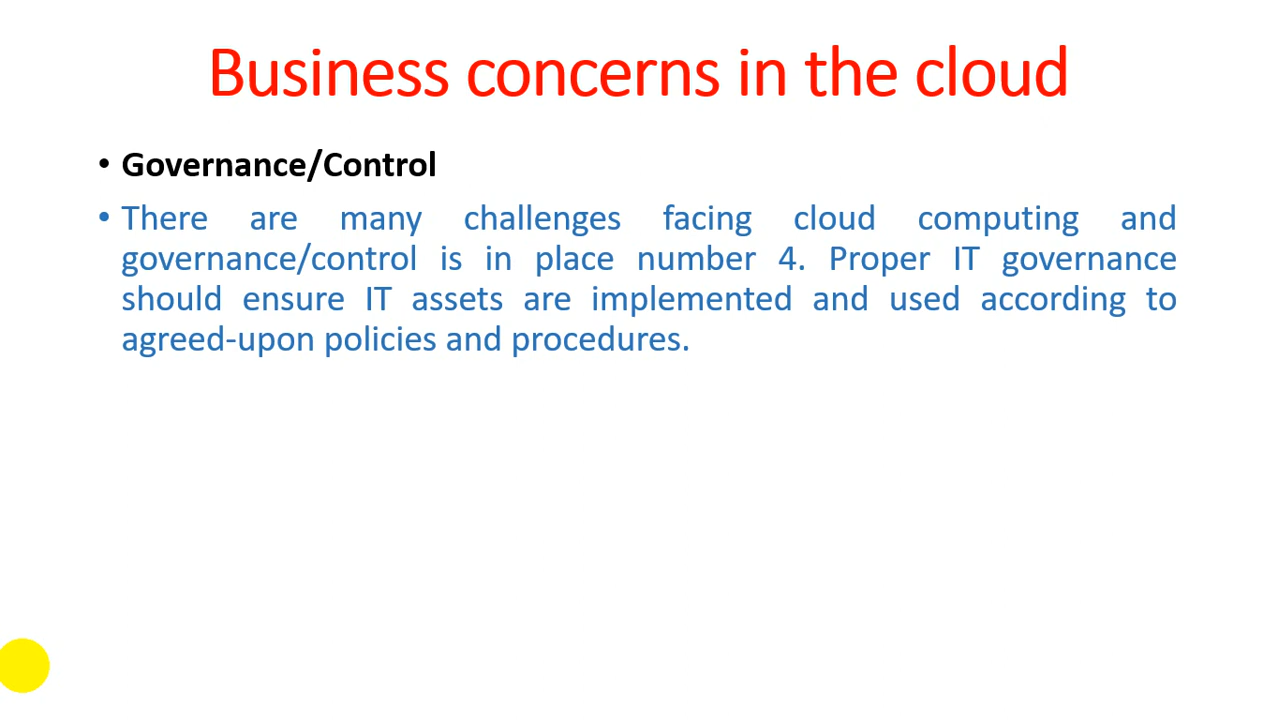 Business concerns in the cloud
• Governance/Control
• There are many challenges facing cloud computing and
governance/control is in place number 4. Proper IT governance
should ensure IT assets are implemented and used according to
agreed-upon policies and procedures.